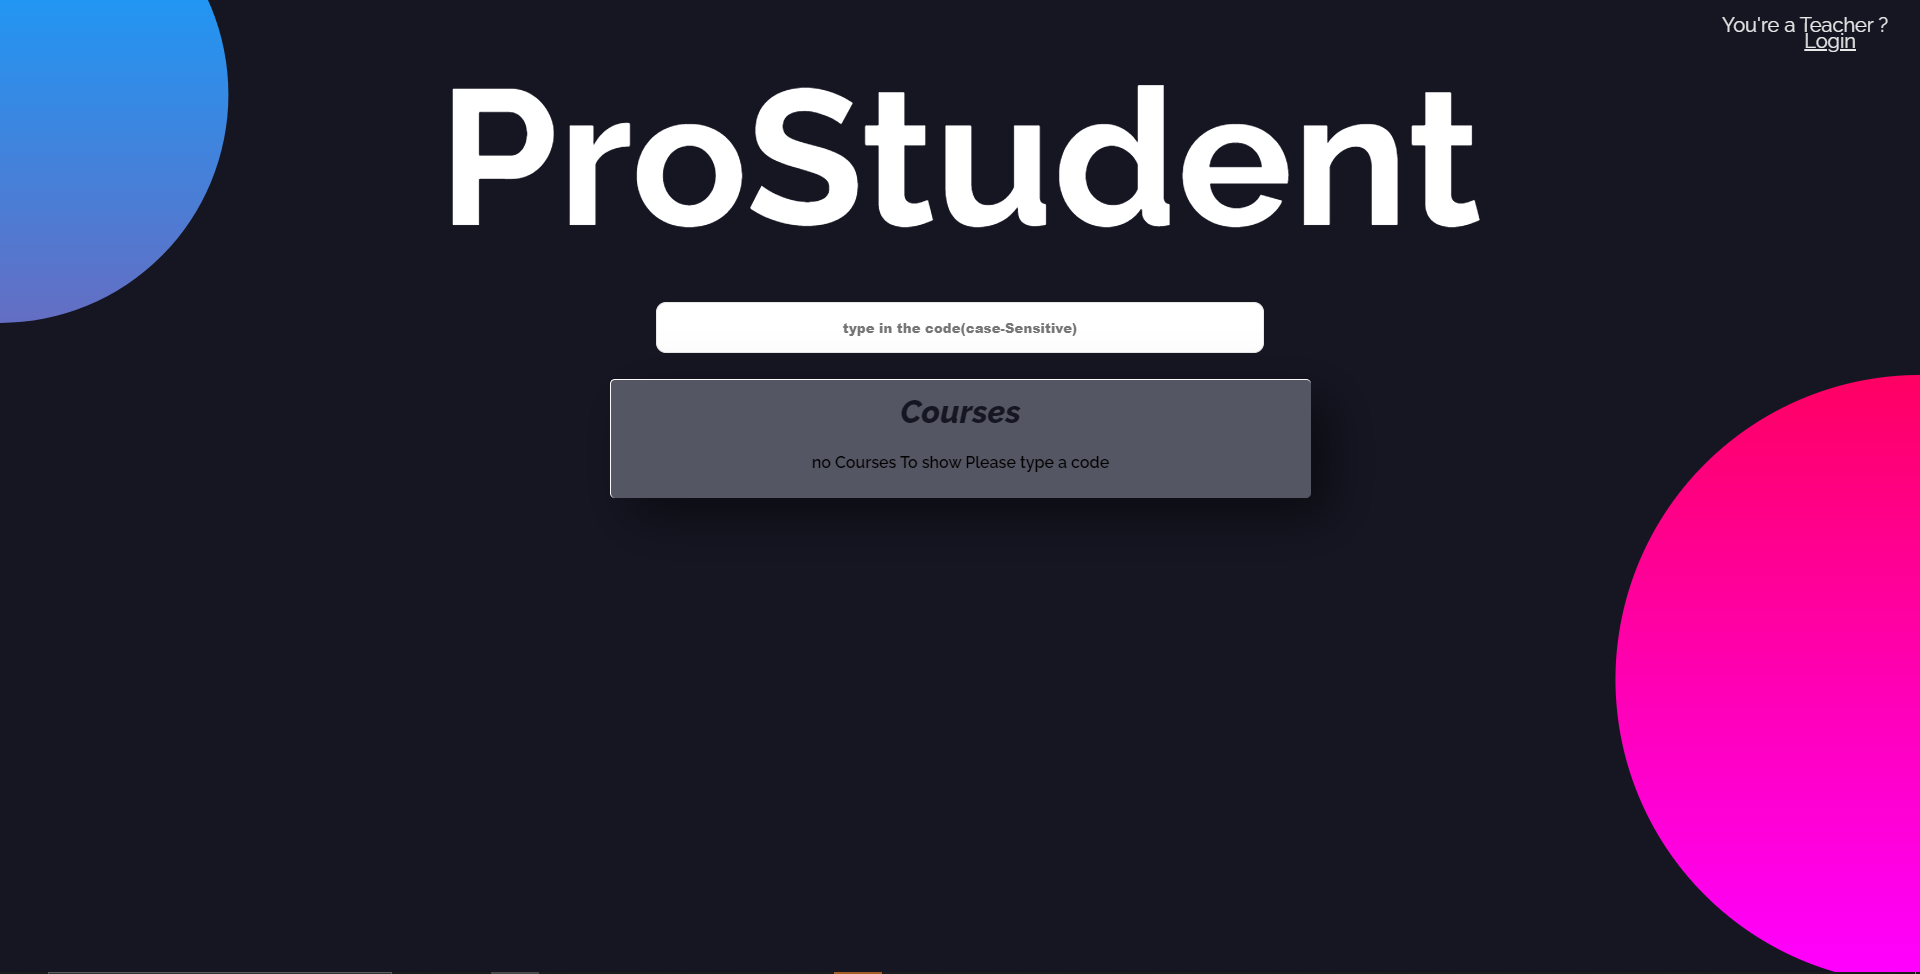 You're a Teacher ?
Login
ProStudent
type in the code(case-Sensitive)
Courses
no Courses To show Please type a code